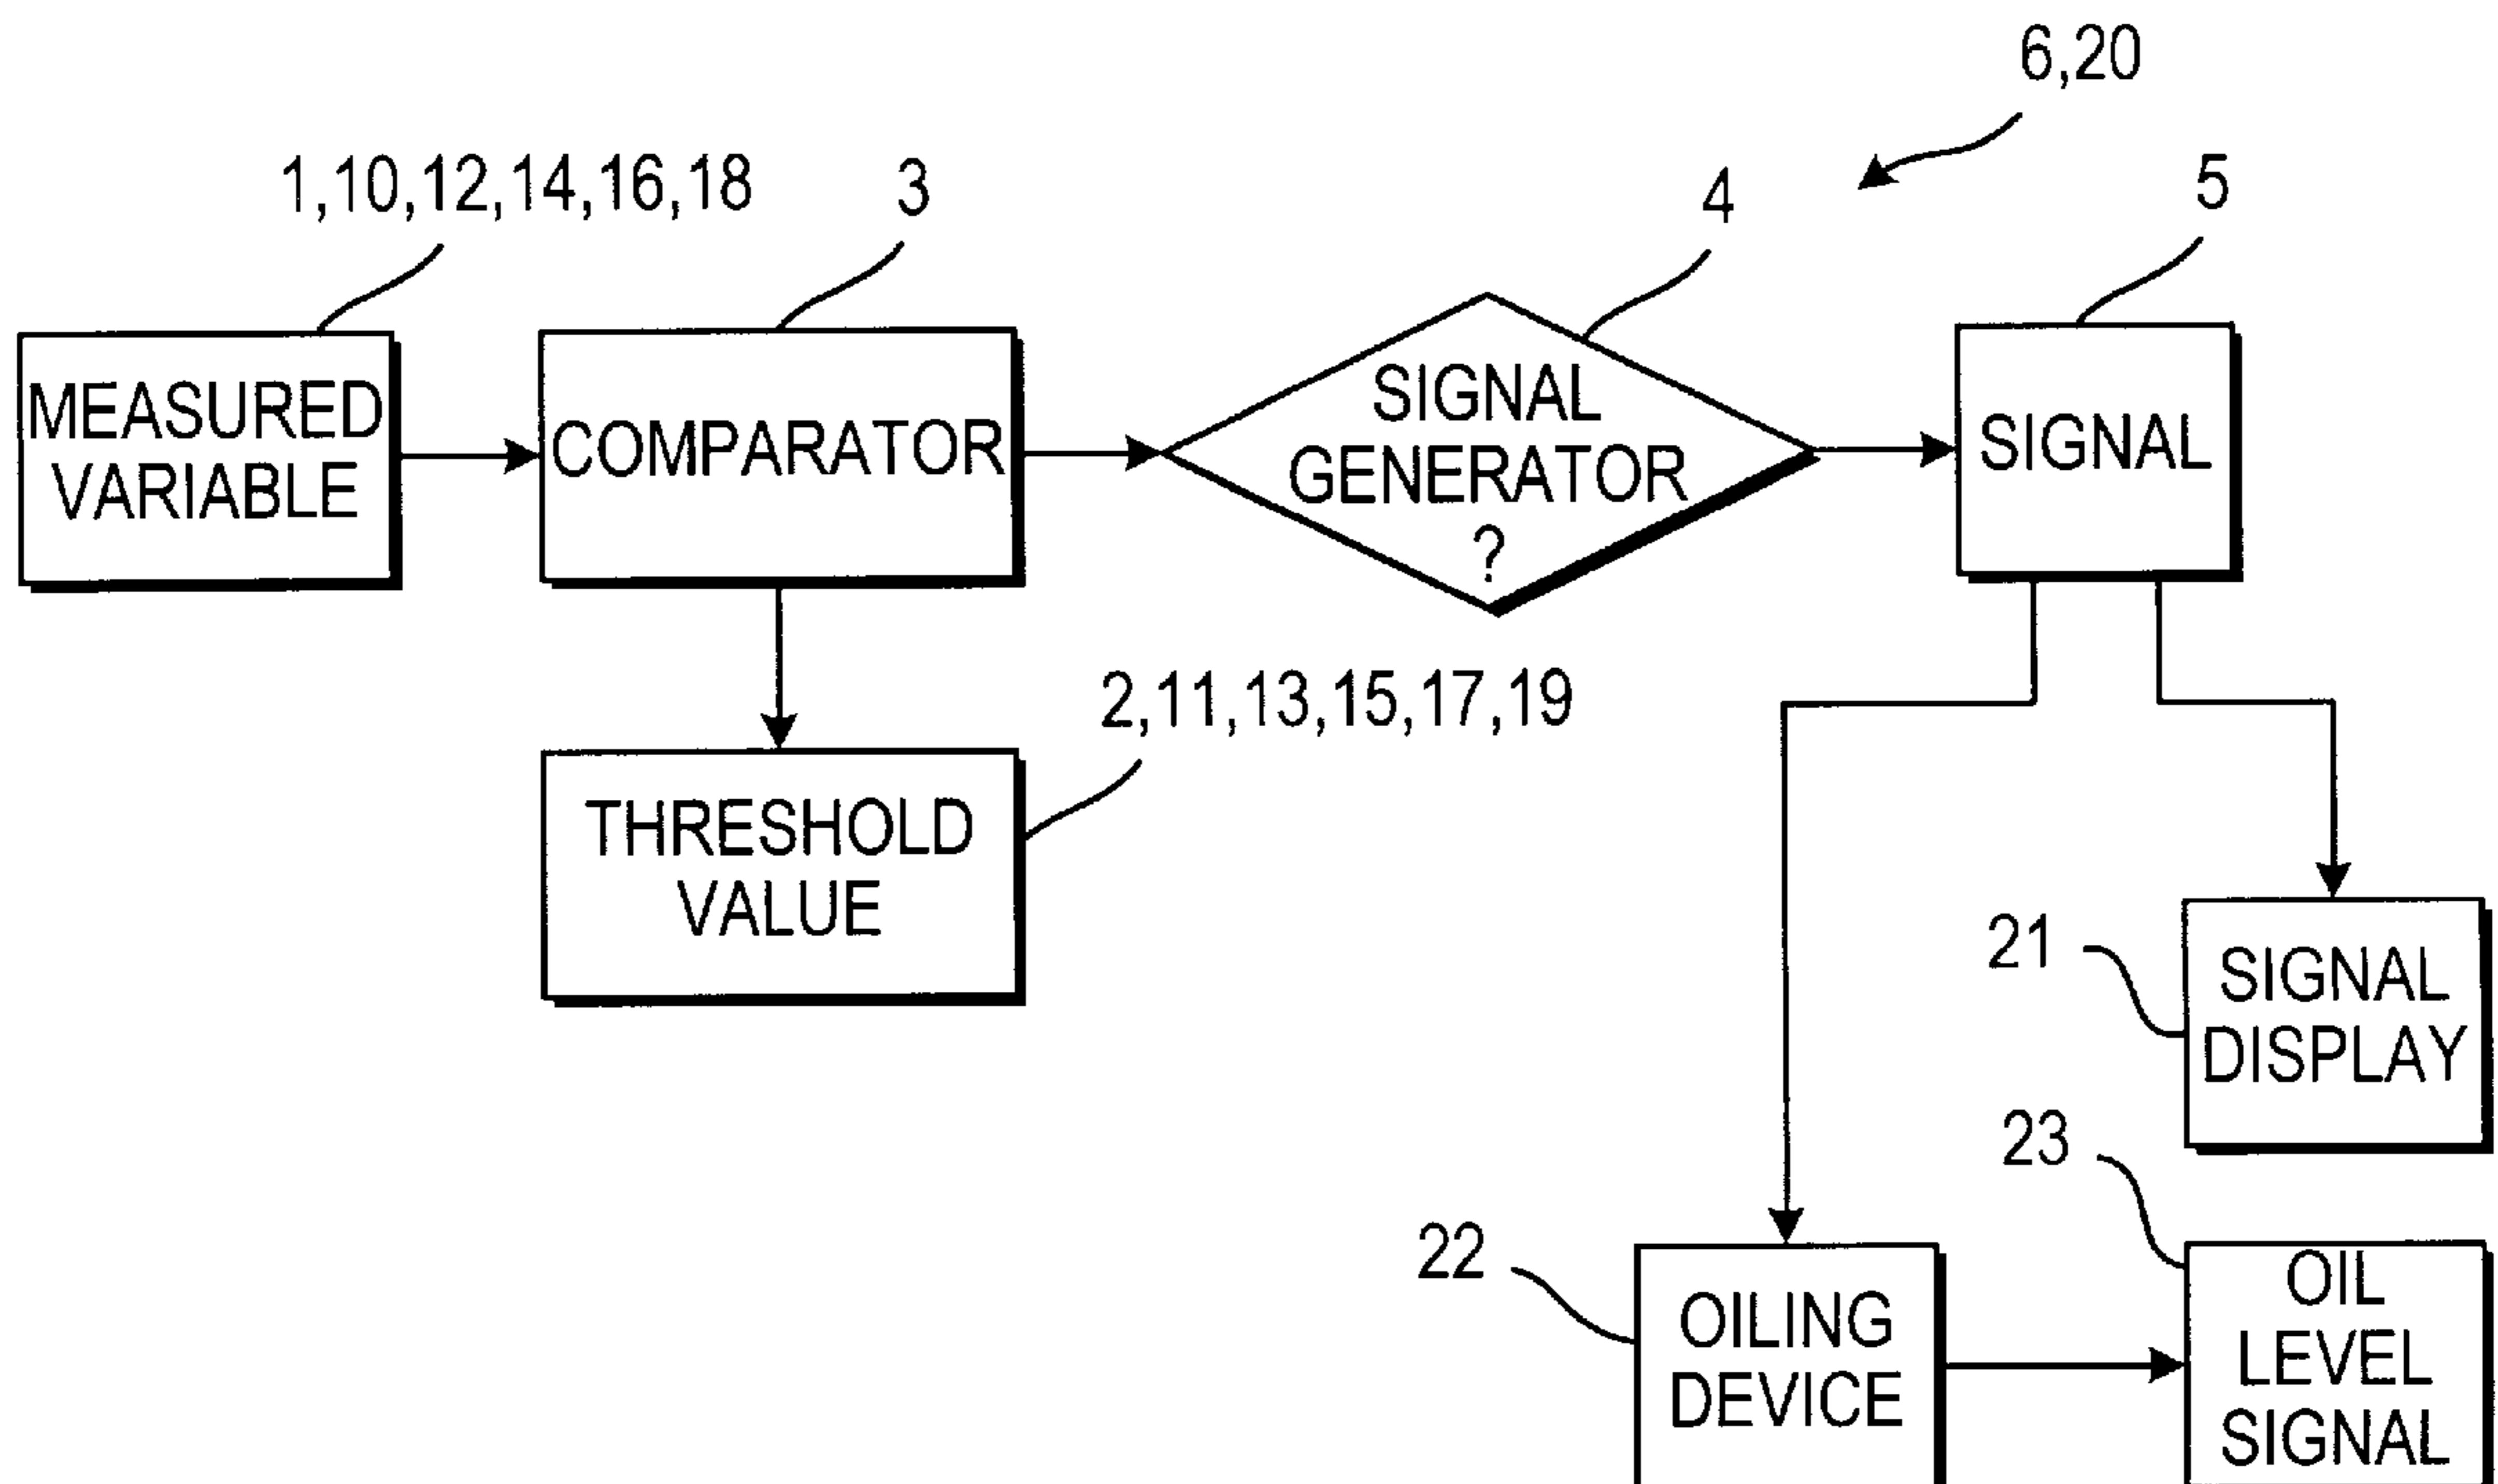 6,20
1,10,12,14,16,18
3
4
5
MEASURED
VARIABLE
COMPARATOR
SIGNAL
GENERATOR
?
SIGNAL
2,11,13,15,17,19
THRESHOLD
VALUE
21
SIGNAL
DISPLAY
23
22
OILING
DEVICE
OIL
LEVEL
SIGNAL